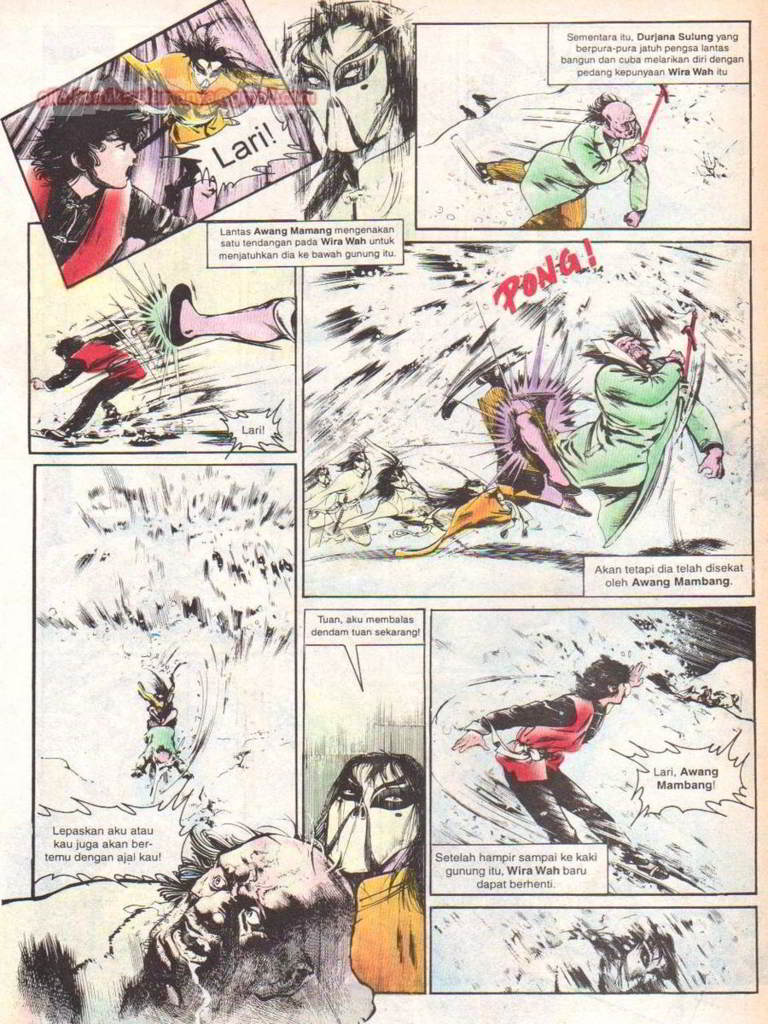 Lari!
Sementara itu, Durjana Sulung yang
berpura-pura jatuh pengsa lantas
bangun dan cuba melarikan diri dengan
pedang kepunyaan Wira Wah itu
Lantas Awang Mamang mengenakan
satu tendangan pada Wira Wah untuk
menjatuhkan dia ke bawah gunung itu.
Lari!
PONG!
Akan tetapi dia telah disekat
oleh Awang Mambang.
Lepaskan aku atau
kau juga akan ber-
temu dengan ajal kau!
Tuan, aku membalas
dendam tuan sekarang!
Lari, Awang
Mambang!
Setelah hampir sampai ke kaki
gunung itu, Wira Wah baru
dapat berhenti.